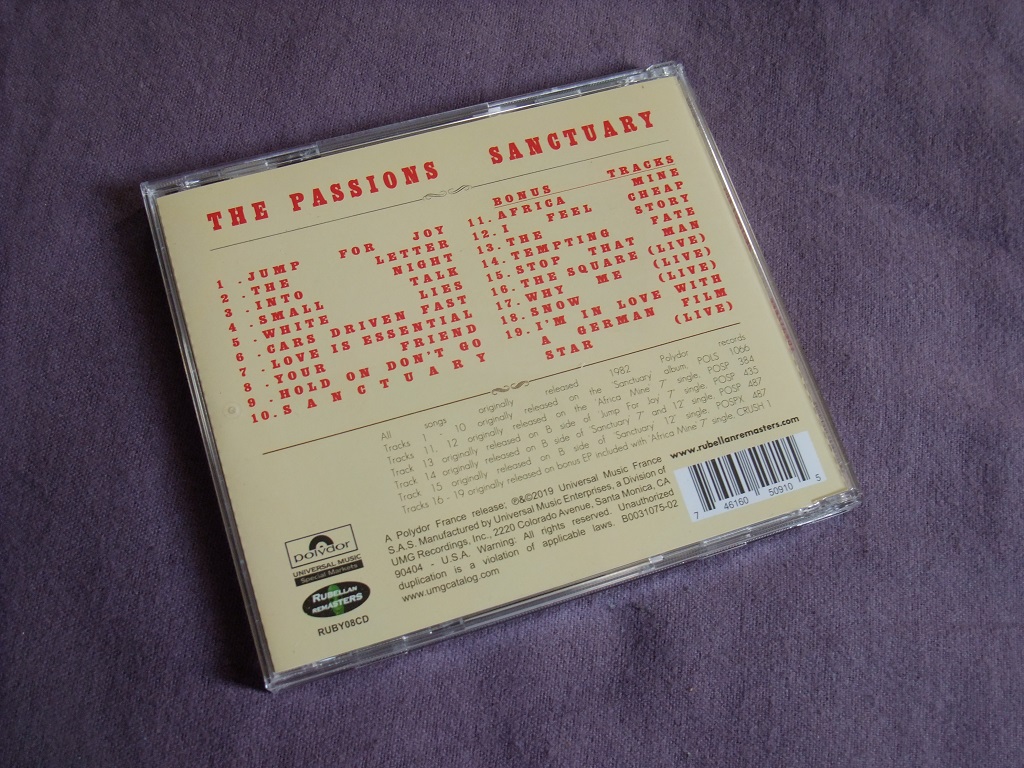 THE PASSIONS SANCTUARY
1. JUMP FOR JOY
2. THE LETTER
3. INTO NIGHT
4. SMALL TALK
5. WHITE LIES
6. CARS DRIVEN FAST
7. LOVE IS ESSENTIAL
8. YOUR FRIEND
9. HOLD ON DON'T GO
10. SANCTUARY
BONUS TRACKS
11. AFRICA MINE
12. I FEEL CHEAP
13. THE STORY
14. TEMPTING FATE
15. STOP THAT MAN
16. THE SQUARE (LIVE)
17. WHY ME (LIVE)
18. SNOW (LIVE)
19. I'M IN LOVE WITH
A GERMAN FILM
STAR (LIVE)
All songs originally released 1982 Polydor records
Tracks 1 - 10 originally released on the 'Sanctuary' album, POLS 1066
Tracks 11, 12 originally released on the 'Africa Mine' 7" single. POSP 384
Track 13 originally released on B side of 'Jump For Joy' 7" single. POSP 435
Track 14 originally released on B side of 'Sanctuary' 7" and 12" single. POSP 487
Track 15 originally released on B side of 'Sanctuary' 12" single. POSPX 487
Tracks 16 - 19 originally released on bonus EP included with 'Africa Mine' 7" single CRUSH 1
www.rubellanremasters.com
7 46160 50910 5
A Polydor France release; ℗&©2019 Universal Music France
S.A.S. Manufactured by Universal Music Enterprises, a Division of
UMG Recordings, Inc., 2220 Colorado Avenue, Santa Monica, CA
90404 - U.S.A. Warning: All rights reserved. Unauthorized
duplication is a violation of applicable laws. B0031075-02
www.umgcatalog.com
polydor
UNIVERSAL MUSIC
Special Markets
RUBELLAN
REMASTERS
RUBY08CD